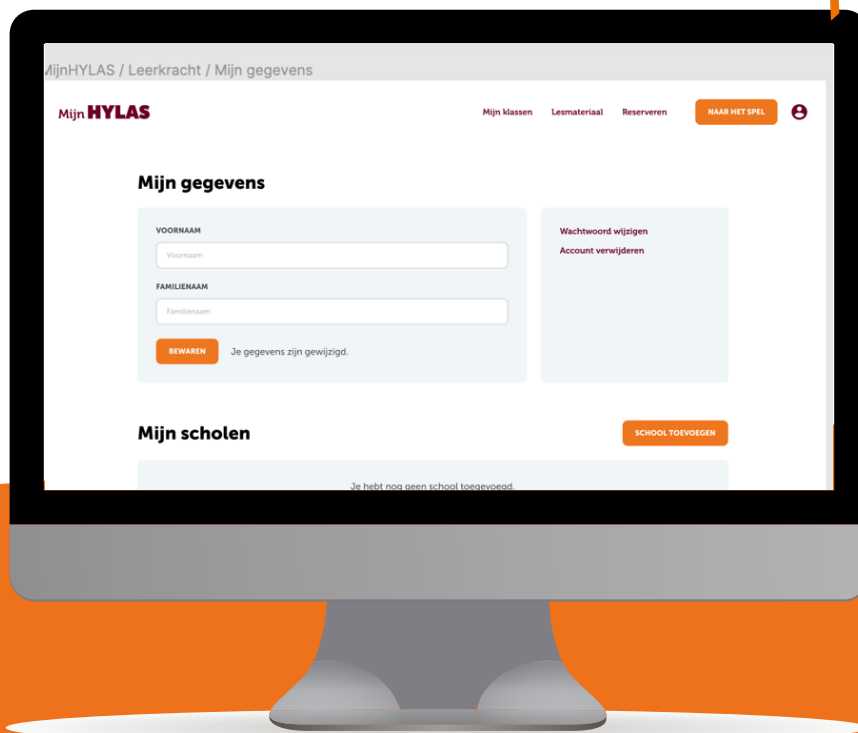 MijnHYLAS / Leerkracht / Mijn gegevens
Mijn HYLAS
Mijn klassen Lesmateriaal Reserveren NAAR HET SPEL
Mijn gegevens
VOORNAAM
Voornaam
FAMILIENAAM
Familienaam
BEWAREN Je gegevens zijn gewijzigd.
Wachtwoord wijzigen
Account verwijderen
Mijn scholen
SCHOOL TOEVOEGEN
Je hebt nog geen school toegevoegd.